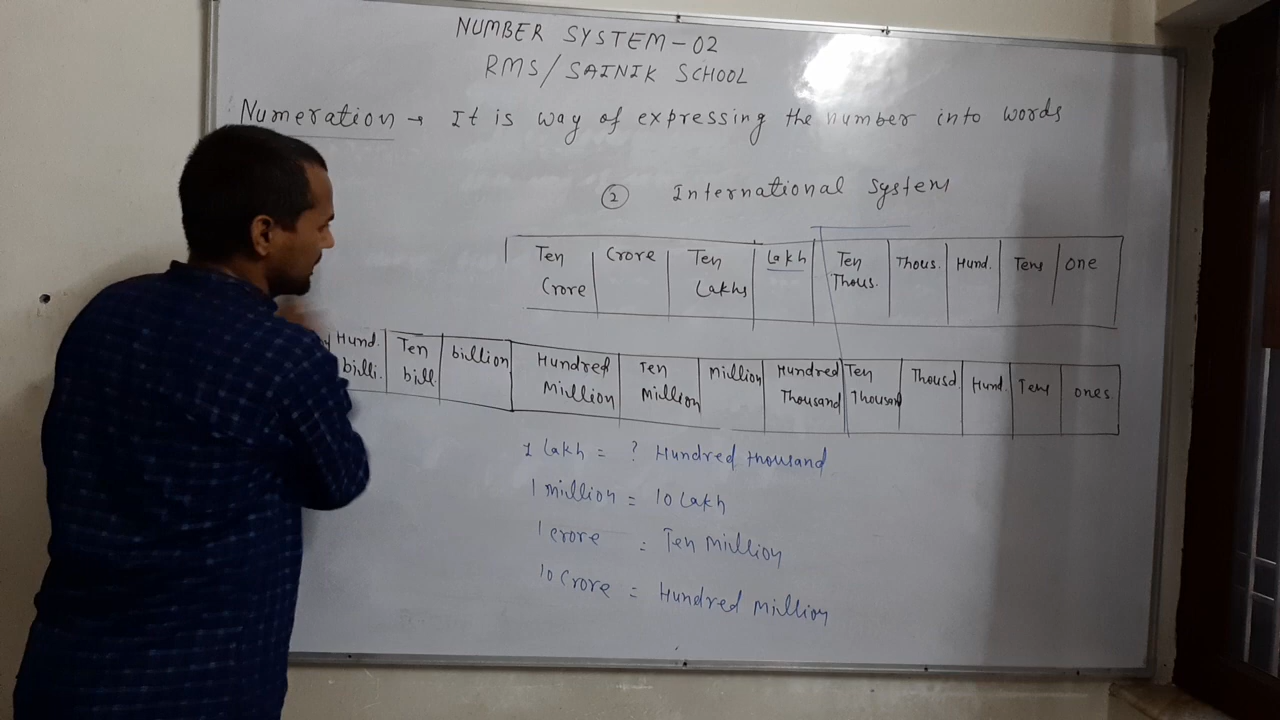 NUMBER SYSTEM-02
RMS/SAINIK SCHOOL
Numeration → It is way of expressing the number into words
② International system
Ten Crore | Crore | Ten Lakhs | Lakh | Ten Thous. | Thous. | Hund. | Tens | One
Hund. billi. | Ten bill. | billion | Hundred Million | Ten Million | Million | Hundred Thousand | Ten Thousand | Thousd. | Hund. | Tens | ones
1 Lakh = ? Hundred thousand
1 million = 10 Lakh
1 crore = Ten Million
10 Crore = Hundred Million